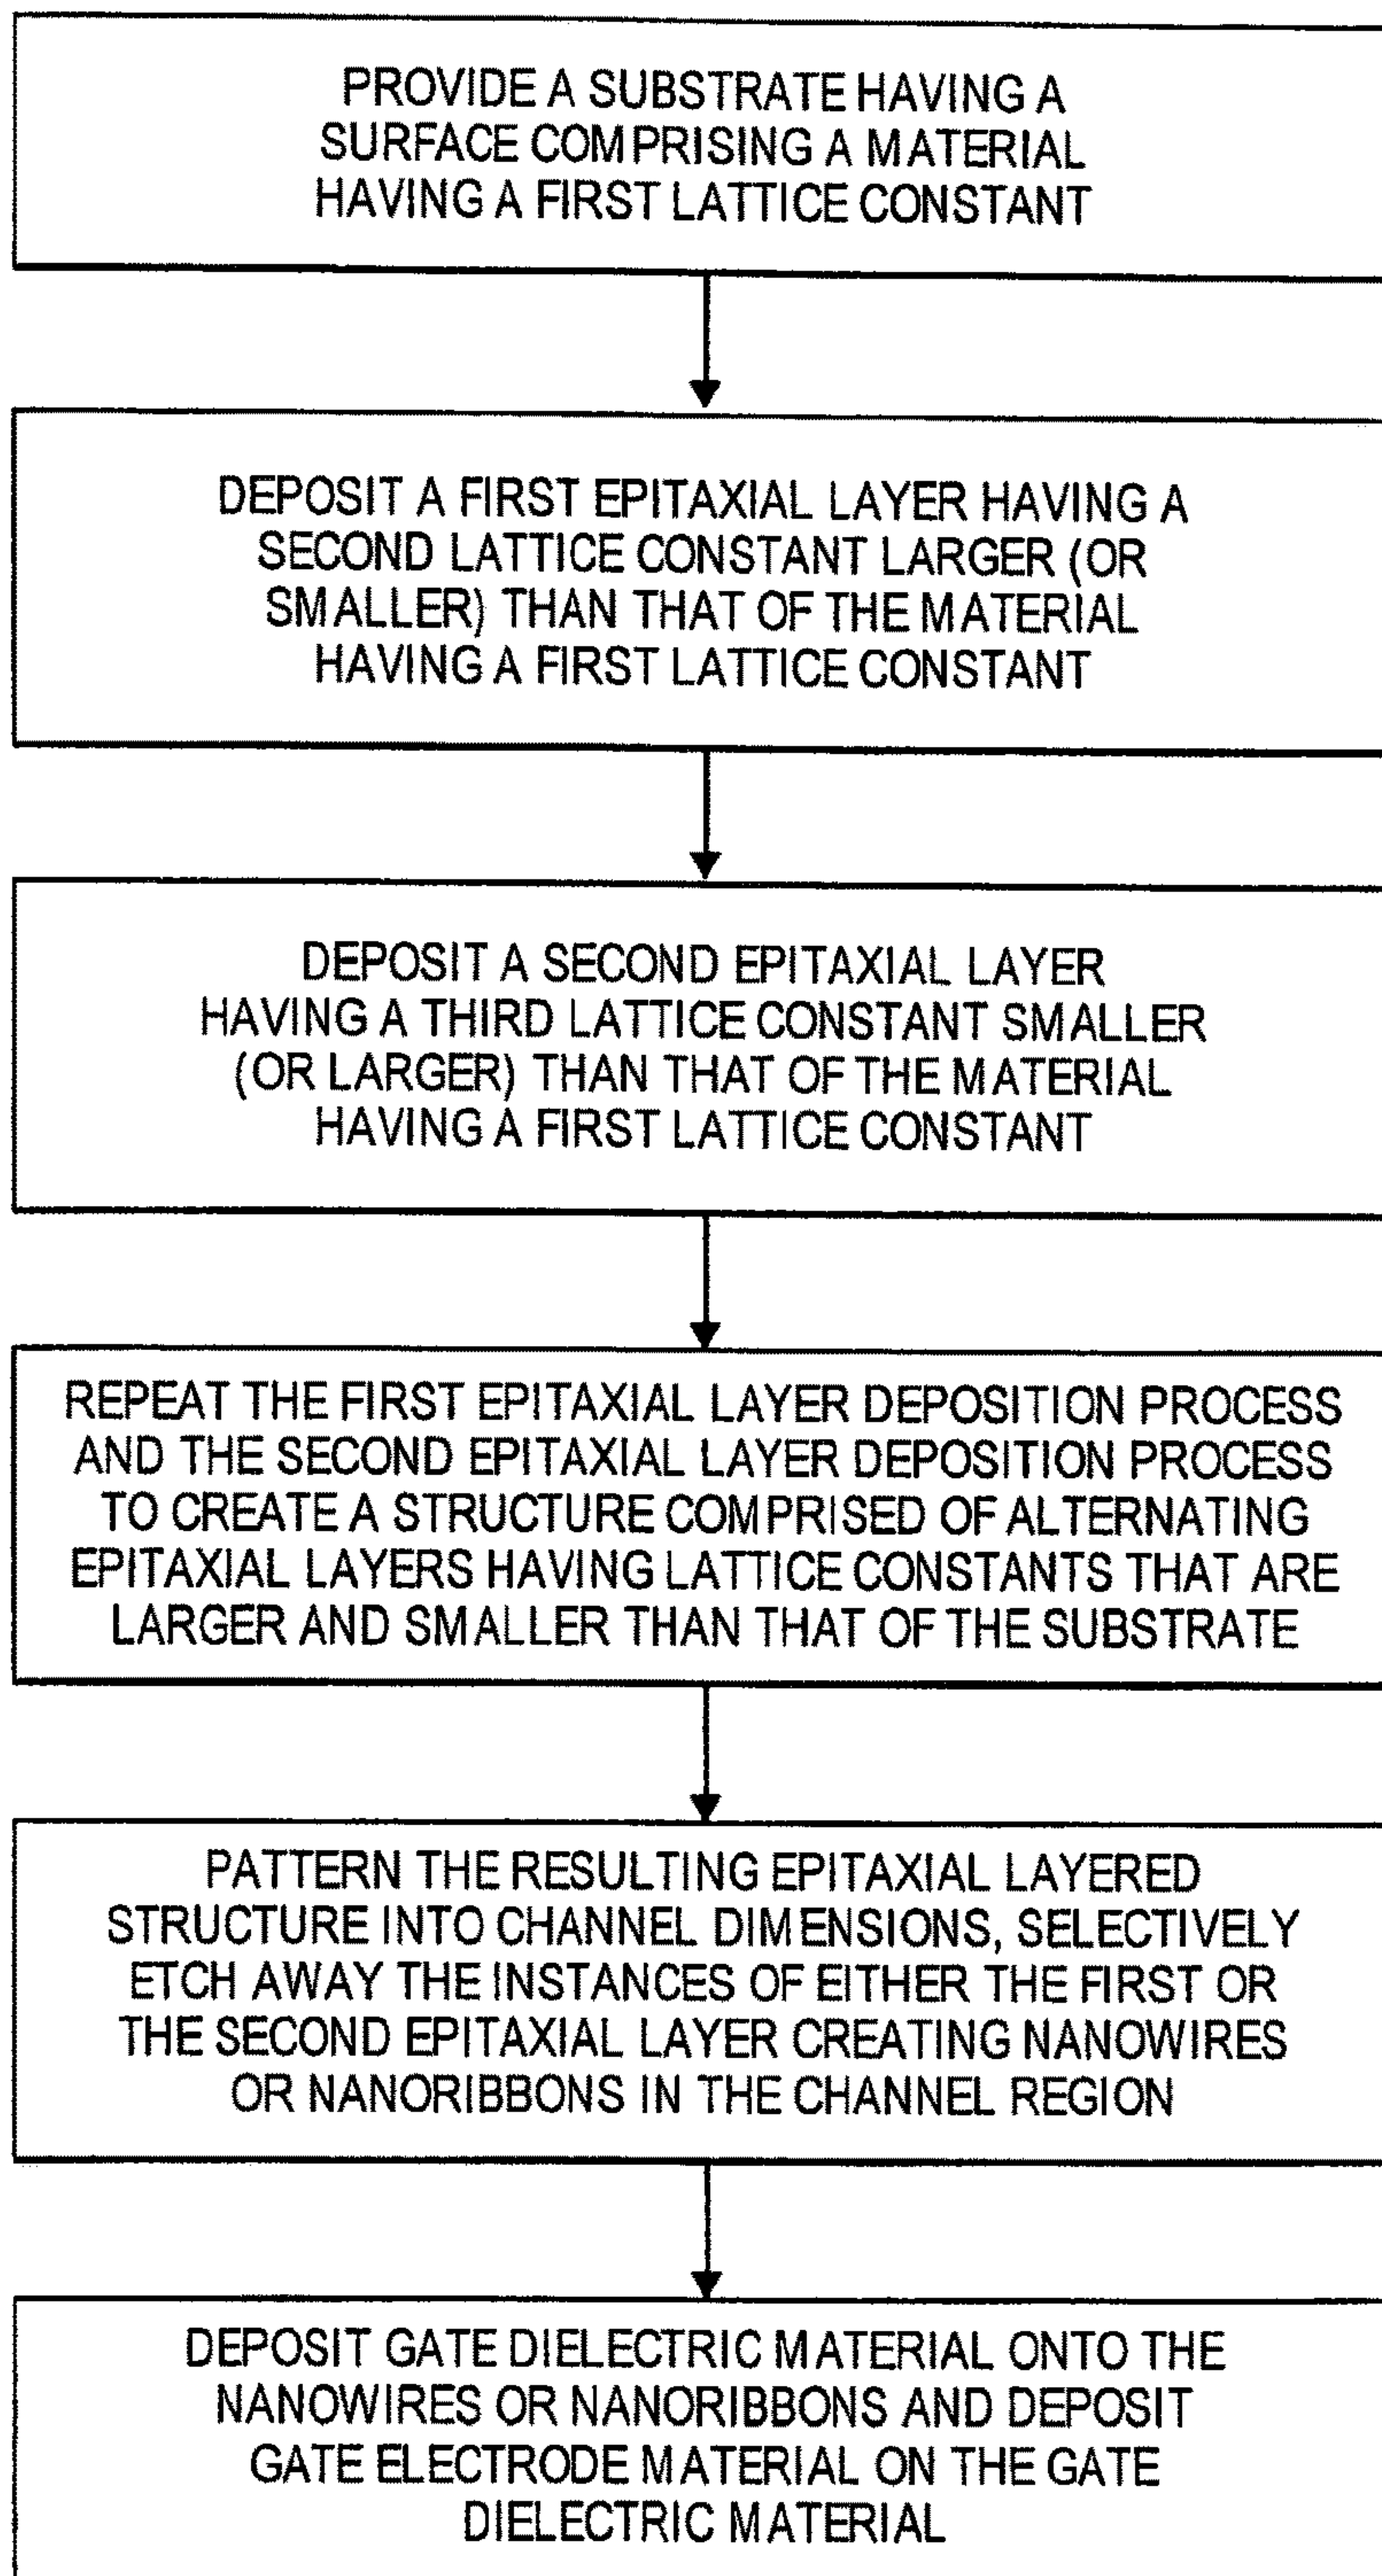 PROVIDE A SUBSTRATE HAVING A
SURFACE COMPRISING A MATERIAL
HAVING A FIRST LATTICE CONSTANT
DEPOSIT A FIRST EPITAXIAL LAYER HAVING A
SECOND LATTICE CONSTANT LARGER (OR
SMALLER) THAN THAT OF THE MATERIAL
HAVING A FIRST LATTICE CONSTANT
DEPOSIT A SECOND EPITAXIAL LAYER
HAVING A THIRD LATTICE CONSTANT SMALLER
(OR LARGER) THAN THAT OF THE MATERIAL
HAVING A FIRST LATTICE CONSTANT
REPEAT THE FIRST EPITAXIAL LAYER DEPOSITION PROCESS
AND THE SECOND EPITAXIAL LAYER DEPOSITION PROCESS
TO CREATE A STRUCTURE COMPRISED OF ALTERNATING
EPITAXIAL LAYERS HAVING LATTICE CONSTANTS THAT ARE
LARGER AND SMALLER THAN THAT OF THE SUBSTRATE
PATTERN THE RESULTING EPITAXIAL LAYERED
STRUCTURE INTO CHANNEL DIMENSIONS, SELECTIVELY
ETCH AWAY THE INSTANCES OF EITHER THE FIRST OR
THE SECOND EPITAXIAL LAYER CREATING NANOWIRES
OR NANORIBBONS IN THE CHANNEL REGION
DEPOSIT GATE DIELECTRIC MATERIAL ONTO THE
NANOWIRES OR NANORIBBONS AND DEPOSIT
GATE ELECTRODE MATERIAL ON THE GATE
DIELECTRIC MATERIAL